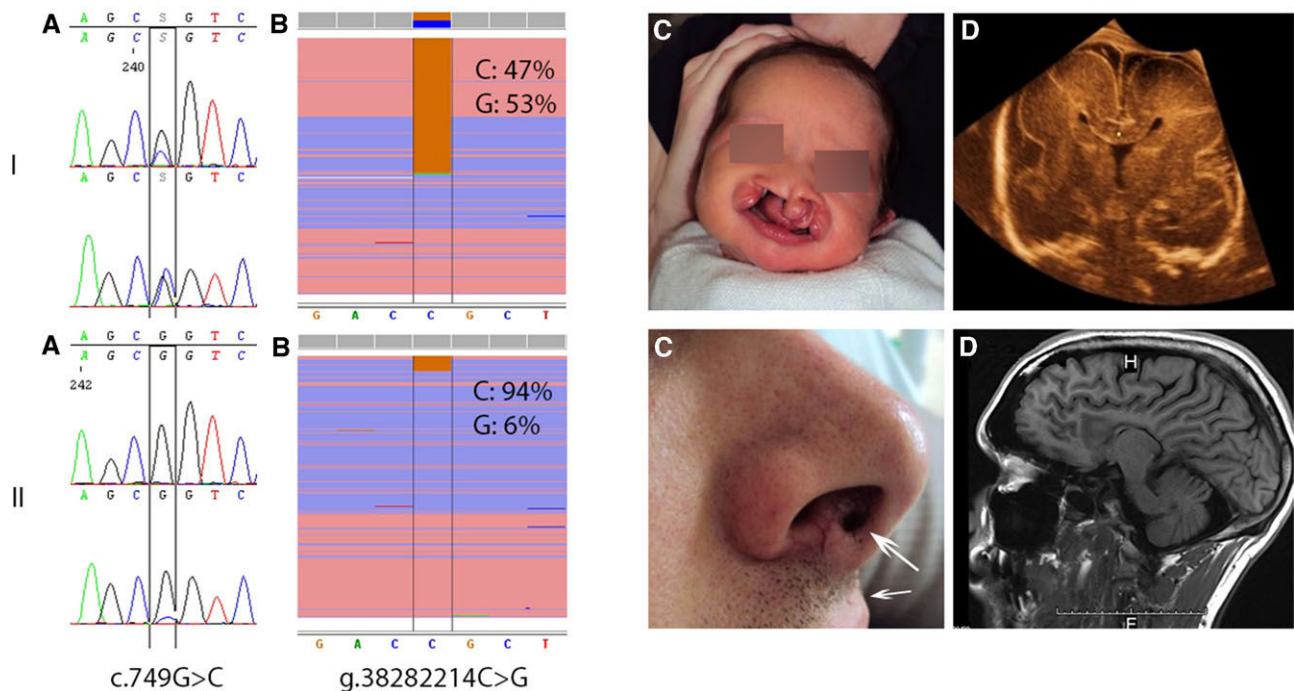 A
B
C
D
A G C S G T C
A G C S G T C
240
A G C S G T C
C: 47%
G: 53%
G A C C G C T
I
A
B
C
D
A G C G G T C
A G C G G T C
242
A G C G G T C
C: 94%
G: 6%
H
G A C C G C T
II
c.749G>C
g.38282214C>G